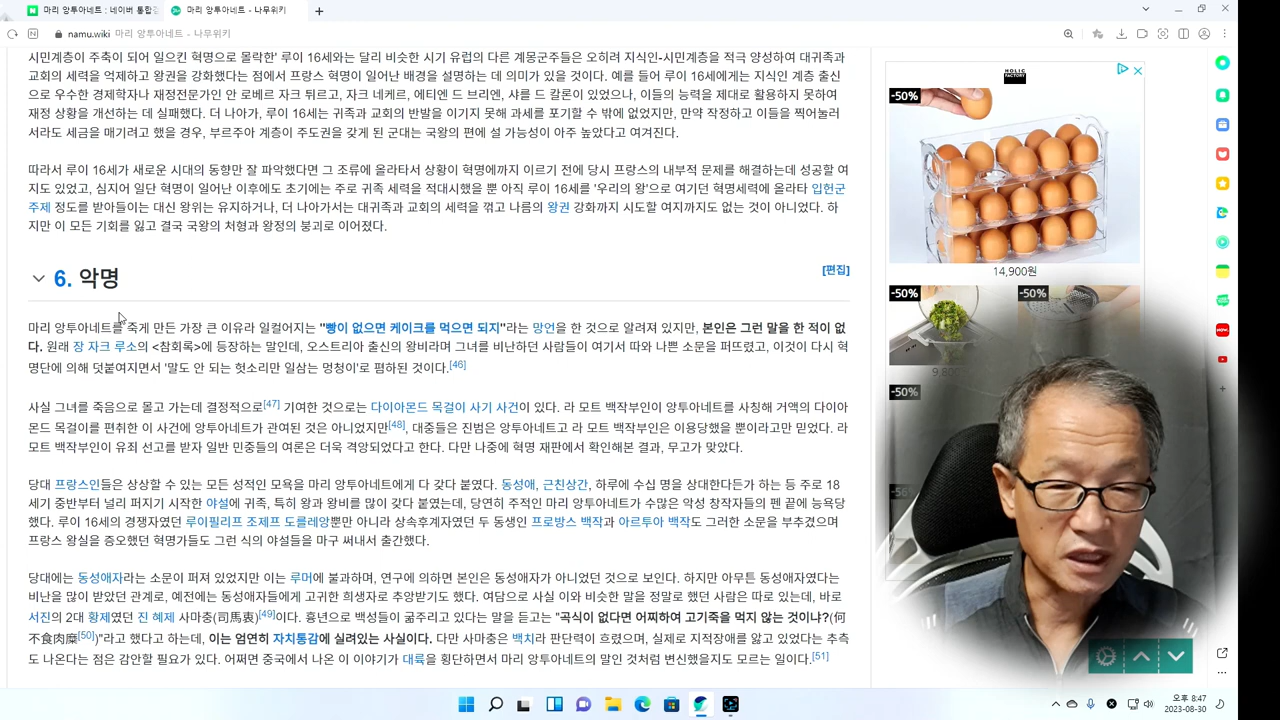 마리 앙투아네트 : 네이버 통합검
마리 앙투아네트 - 나무위키
namu.wiki 마리 앙투아네트 - 나무위키
시민계층이 주축이 되어 일으킨 혁명으로 몰락한' 루이 16세와는 달리 비슷한 시기 유럽의 다른 계몽군주들은 오히려 지식인-시민계층을 적극 양성하여 대귀족과
교회의 세력을 억제하고 왕권을 강화했다는 점에서 프랑스 혁명이 일어난 배경을 설명하는 데 의미가 있을 것이다. 예를 들어 루이 16세에게는 지식인 계층 출신
으로 우수한 경제학자나 재정전문가인 안 로베르 자크 튀르고, 자크 네케르, 에티엔 드 브리엔, 샤를 드 칼론이 있었으나, 이들의 능력을 제대로 활용하지 못하여
재정 상황을 개선하는 데 실패했다. 더 나아가, 루이 16세는 귀족과 교회의 반발을 이기지 못해 과세를 포기할 수 밖에 없었지만, 만약 작정하고 이들을 찍어눌러
서라도 세금을 매기려고 했을 경우, 부르주아 계층이 주도권을 갖게 된 군대는 국왕의 편에 설 가능성이 아주 높았다고 여겨진다.
따라서 루이 16세가 새로운 시대의 동향만 잘 파악했다면 그 조류에 올라타서 상황이 혁명에까지 이르기 전에 당시 프랑스의 내부적 문제를 해결하는데 성공할 여
지도 있었고, 심지어 일단 혁명이 일어난 이후에도 초기에는 주로 귀족 세력을 적대시했을 뿐 아직 루이 16세를 '우리의 왕'으로 여기던 혁명세력에 올라타 입헌군
주제 정도를 받아들이는 대신 왕위는 유지하거나, 더 나아가서는 대귀족과 교회의 세력을 꺾고 나름의 왕권 강화까지 시도할 여지까지도 없는 것이 아니었다. 하
지만 이 모든 기회를 잃고 결국 국왕의 처형과 왕정의 붕괴로 이어졌다.
6. 악명
[편집]
마리 앙투아네트를 죽게 만든 가장 큰 이유라 일컬어지는 "빵이 없으면 케이크를 먹으면 되지"라는 망언을 한 것으로 알려져 있지만, 본인은 그런 말을 한 적이 없
다. 원래 장 자크 루소의 <참회록>에 등장하는 말인데, 오스트리아 출신의 왕비라며 그녀를 비난하던 사람들이 여기서 따와 나쁜 소문을 퍼뜨렸고, 이것이 다시 혁
명단에 의해 덧붙여지면서 '말도 안 되는 헛소리만 일삼는 멍청이'로 폄하된 것이다.[46]
사실 그녀를 죽음으로 몰고 가는데 결정적으로[47] 기여한 것으로는 다이아몬드 목걸이 사기 사건이 있다. 라 모트 백작부인이 앙투아네트를 사칭해 거액의 다이아
몬드 목걸이를 편취한 이 사건에 앙투아네트가 관여된 것은 아니었지만[48], 대중들은 진범은 앙투아네트고 라 모트 백작부인은 이용당했을 뿐이라고만 믿었다. 라
모트 백작부인이 유죄 선고를 받자 일반 민중들의 여론은 더욱 격앙되었다고 한다. 다만 나중에 혁명 재판에서 확인해본 결과, 무고가 맞았다.
당대 프랑스인들은 상상할 수 있는 모든 성적인 모욕을 마리 앙투아네트에게 다 갖다 붙였다. 동성애, 근친상간, 하루에 수십 명을 상대한다든가 하는 등 주로 18
세기 중반부터 널리 퍼지기 시작한 야설에 귀족, 특히 왕과 왕비를 많이 갖다 붙였는데, 당연히 주적인 마리 앙투아네트가 수많은 악성 창작자들의 펜 끝에 능욕당
했다. 루이 16세의 경쟁자였던 루이필리프 조제프 도를레앙뿐만 아니라 상속후계자였던 두 동생인 프로방스 백작과 아르투아 백작도 그러한 소문을 부추겼으며
프랑스 왕실을 증오했던 혁명가들도 그런 식의 야설들을 마구 써내서 출간했다.
당대에는 동성애자라는 소문이 퍼져 있었지만 이는 루머에 불과하며, 연구에 의하면 본인은 동성애자가 아니었던 것으로 보인다. 하지만 아무튼 동성애자였다는
비난을 많이 받았던 관계로, 예전에는 동성애자들에게 고귀한 희생자로 추앙받기도 했다. 여담으로 사실 이와 비슷한 말을 정말로 했던 사람은 따로 있는데, 바로
서진의 2대 황제였던 진 혜제 사마충(司馬衷)[49]이다. 흉년으로 백성들이 굶주리고 있다는 말을 듣고는 "곡식이 없다면 어찌하여 고기죽을 먹지 않는 것이냐?(何
不食肉糜[50])"라고 했다고 하는데, 이는 엄연히 자치통감에 실려있는 사실이다. 다만 사마충은 백치라 판단력이 흐렸으며, 실제로 지적장애를 앓고 있었다는 추측
도 나온다는 점은 감안할 필요가 있다. 어쩌면 중국에서 나온 이 이야기가 대륙을 횡단하면서 마리 앙투아네트의 말인 것처럼 변신했을지도 모르는 일이다.[51]
HOLIC
FACTORY
-50%
14,900원
-50%
-50%
9,800
-50%
오후 8:47
2023-08-30